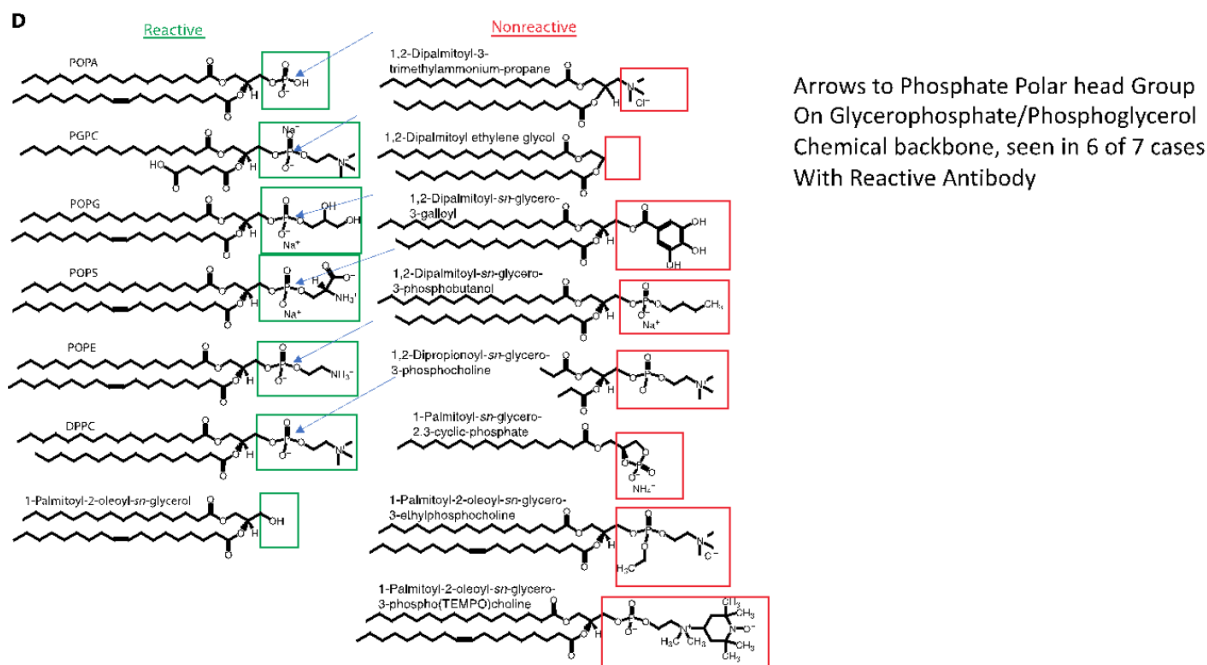 D
Reactive
Nonreactive
POPA
PGPC
POPG
POPS
POPE
DPPC
1-Palmitoyl-2-oleoyl-sn-glycerol
1,2-Dipalmitoyl-3-
trimethylammonium-propane
1,2-Dipalmitoyl ethylene glycol
1,2-Dipalmitoyl-sn-glycero-
3-galloyl
1,2-Dipalmitoyl-sn-glycero-
3-phosphobutanol
1,2-Dipropionoyl-sn-glycero-
3-phosphocholine
1-Palmitoyl-sn-glycero-
2.3-cyclic-phosphate
1-Palmitoyl-2-oleoyl-sn-glycero-
3-ethylphosphocholine
1-Palmitoyl-2-oleoyl-sn-glycero-
3-phospho(TEMPO)choline
Arrows to Phosphate Polar head Group
On Glycerophosphate/Phosphoglycerol
Chemical backbone, seen in 6 of 7 cases
With Reactive Antibody